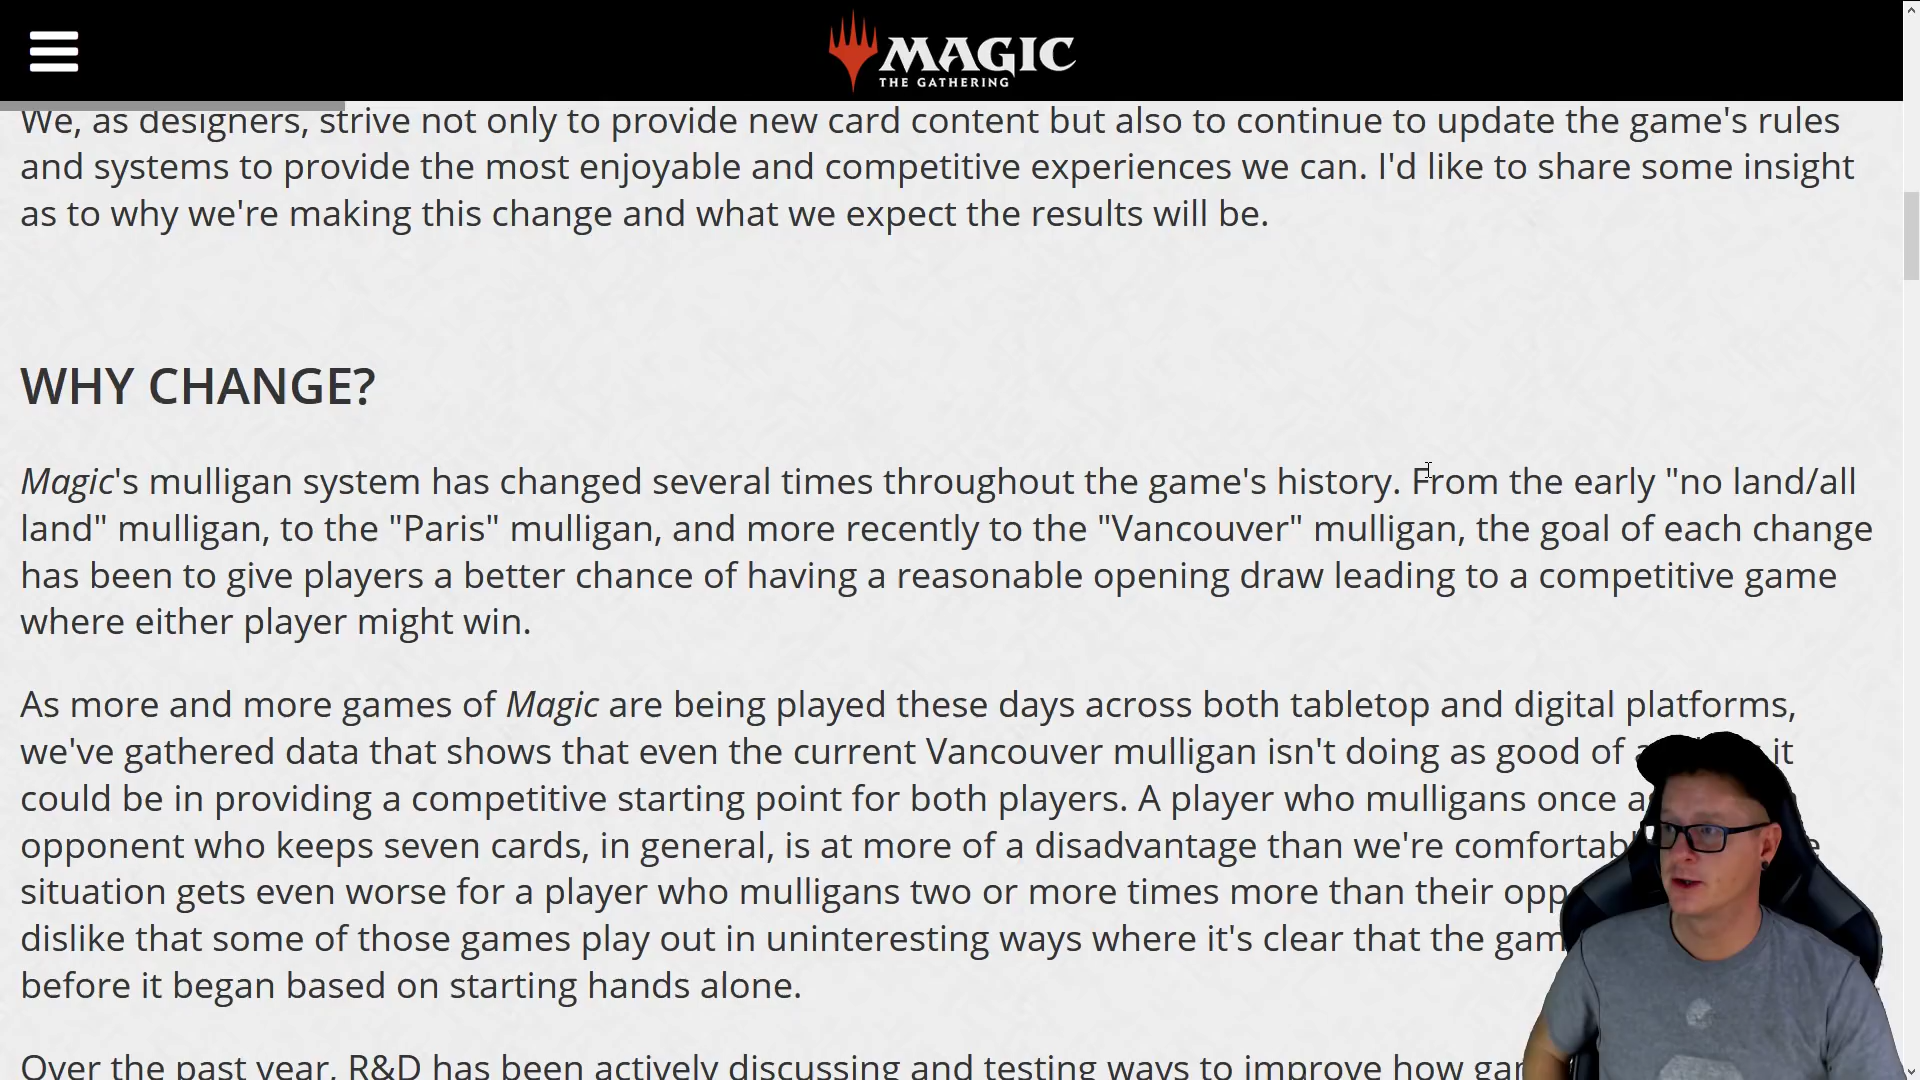 MAGIC
THE GATHERING
We, as designers, strive not only to provide new card content but also to continue to update the game's rules
and systems to provide the most enjoyable and competitive experiences we can. I'd like to share some insight
as to why we're making this change and what we expect the results will be.
WHY CHANGE?
Magic's mulligan system has changed several times throughout the game's history. From the early "no land/all
land" mulligan, to the "Paris" mulligan, and more recently to the "Vancouver" mulligan, the goal of each change
has been to give players a better chance of having a reasonable opening draw leading to a competitive game
where either player might win.
As more and more games of Magic are being played these days across both tabletop and digital platforms,
we've gathered data that shows that even the current Vancouver mulligan isn't doing as good of a it
could be in providing a competitive starting point for both players. A player who mulligans once
opponent who keeps seven cards, in general, is at more of a disadvantage than we're
situation gets even worse for a player who mulligans two or more times more than their
dislike that some of those games play out in uninteresting ways where it's clear that the
before it began based on starting hands alone.
Over the past year, R&D has been actively discussing and testing ways to improve how